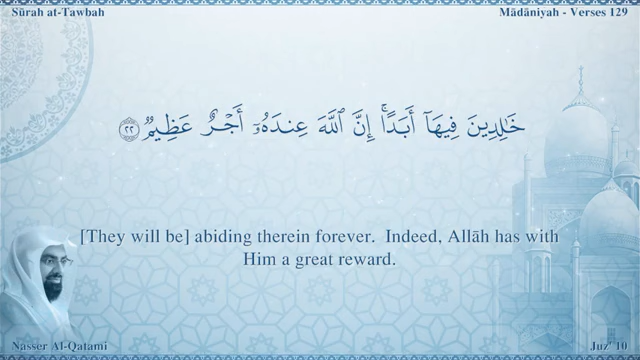 Sūrah at-Tawbah
Mādāniyah - Verses 129
خَٰلِدِينَ فِيهَآ أَبَدًا ۚ إِنَّ ٱللَّهَ عِندَهُۥٓ أَجْرٌ عَظِيمٌ ٢٢
[They will be] abiding therein forever. Indeed, Allāh has with
Him a great reward.
Nasser Al-Qatami
Juz' 10